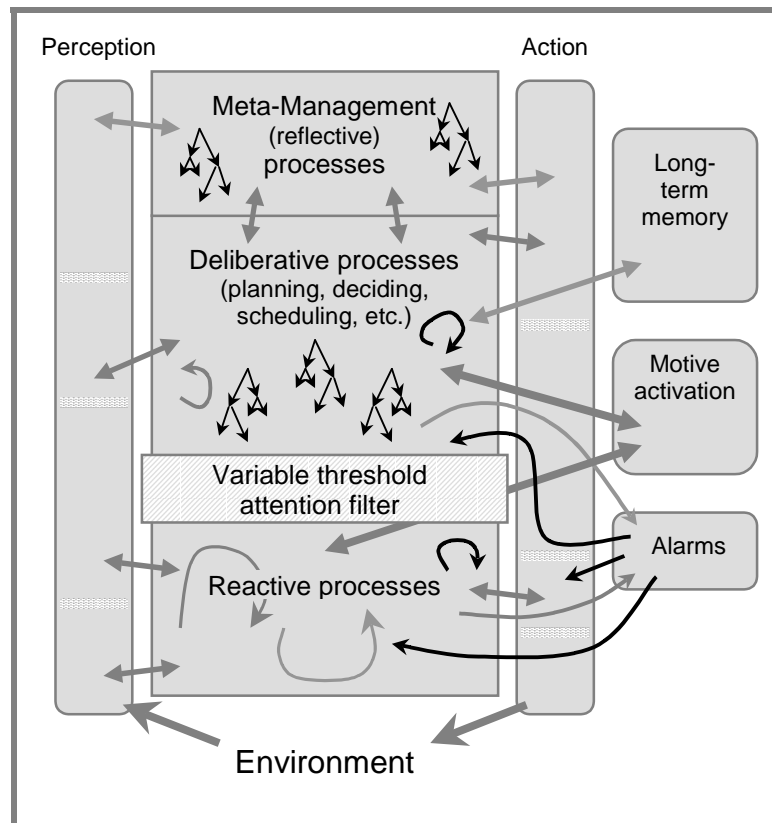 Perception
Action
Meta-Management
(reflective)
processes
Long-
term
memory
Deliberative processes
(planning, deciding,
scheduling, etc.)
Motive
activation
Variable threshold
attention filter
Alarms
Reactive processes
Environment